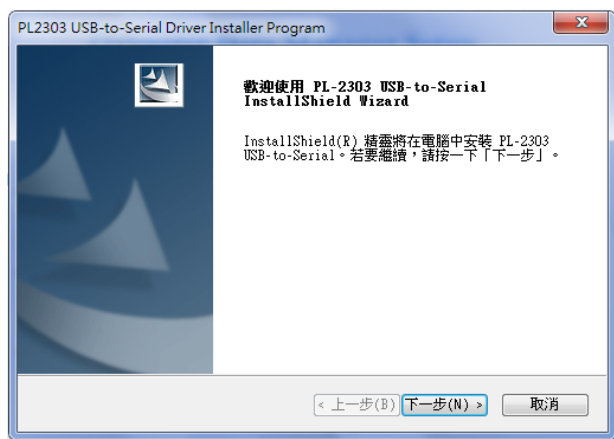 PL2303 USB-to-Serial Driver Installer Program
歡迎使用 PL-2303 USB-to-Serial
InstallShield Wizard
InstallShield(R) 精靈將在電腦中安裝 PL-2303
USB-to-Serial。若要繼續，請按一下「下一步」。
< 上一步(B) 下一步(N) > 取消